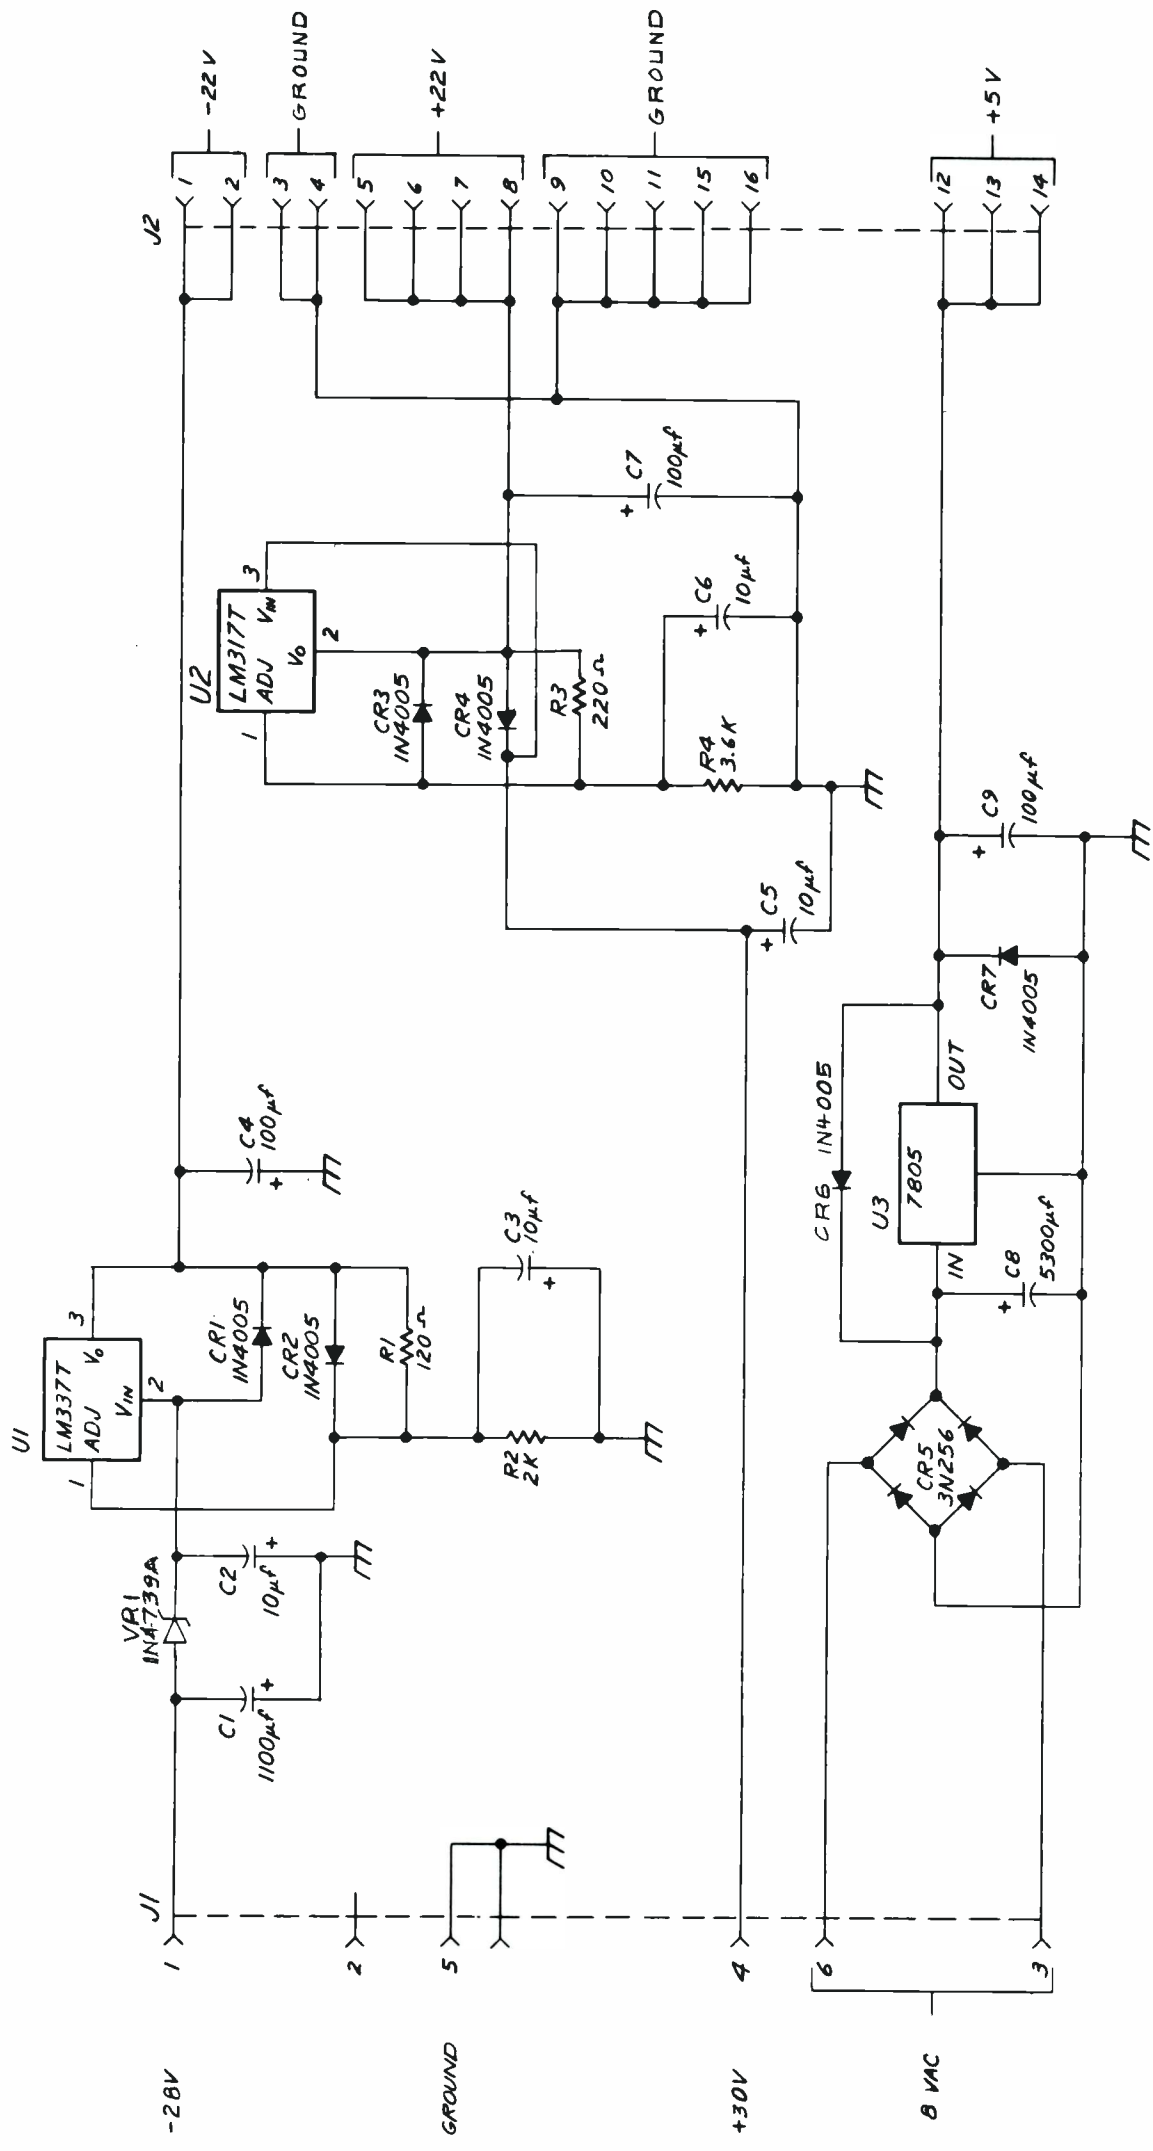 -28V
GROUND
+30V
8 VAC
J1
1
2
5
4
6
3
VR1
1N4739A
C1
1100µf
+
C2
10µf
+
U1
LM337T
ADJ
V₀
VIN
1
2
3
CR1
1N4005
CR2
1N4005
R1
120Ω
R2
2K
C3
10µf
+
C4
100µf
+
U2
LM317T
ADJ
VIN
V₀
1
2
3
CR3
1N4005
CR4
1N4005
R3
220Ω
R4
3.6K
+
C5
10µf
+
C6
10µf
+
C7
100µf
CR5
3N256
CR6 1N4005
U3
7805
IN
OUT
+
C8
5300µf
CR7
1N4005
+
C9
100µf
J2
1
2
3
4
5
6
7
8
9
10
11
15
16
12
13
14
-22V
GROUND
+22V
GROUND
+5V